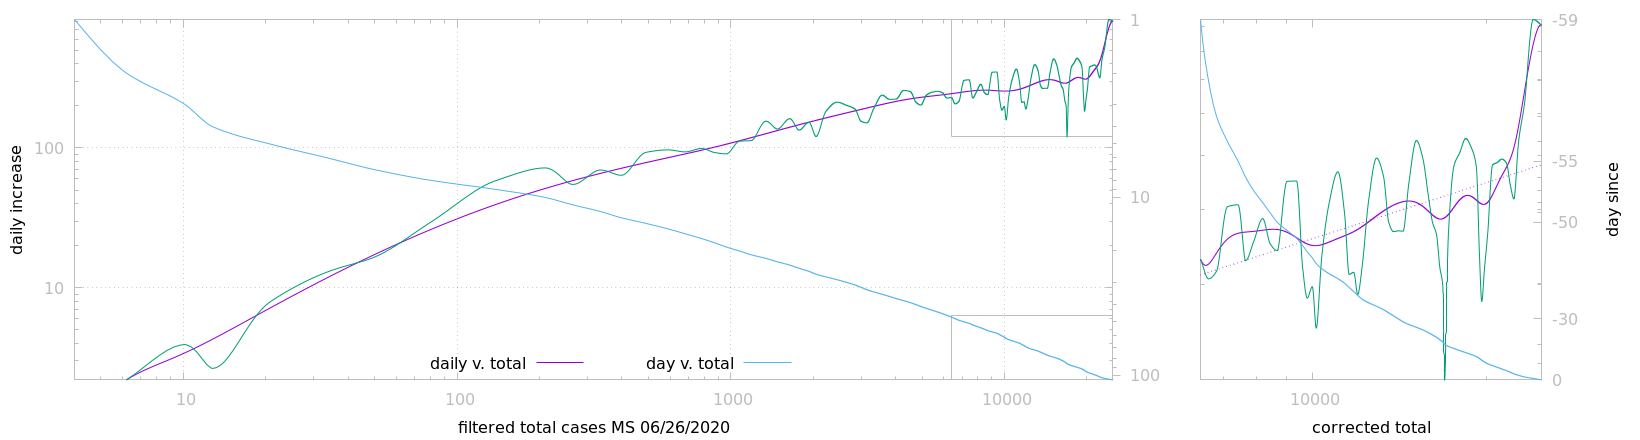 1
-59
daily increase
100
10
10
-55
-50
-30
0
day since
daily v. total
day v. total
100
10
100
1000
10000
10000
filtered total cases MS 06/26/2020
corrected total